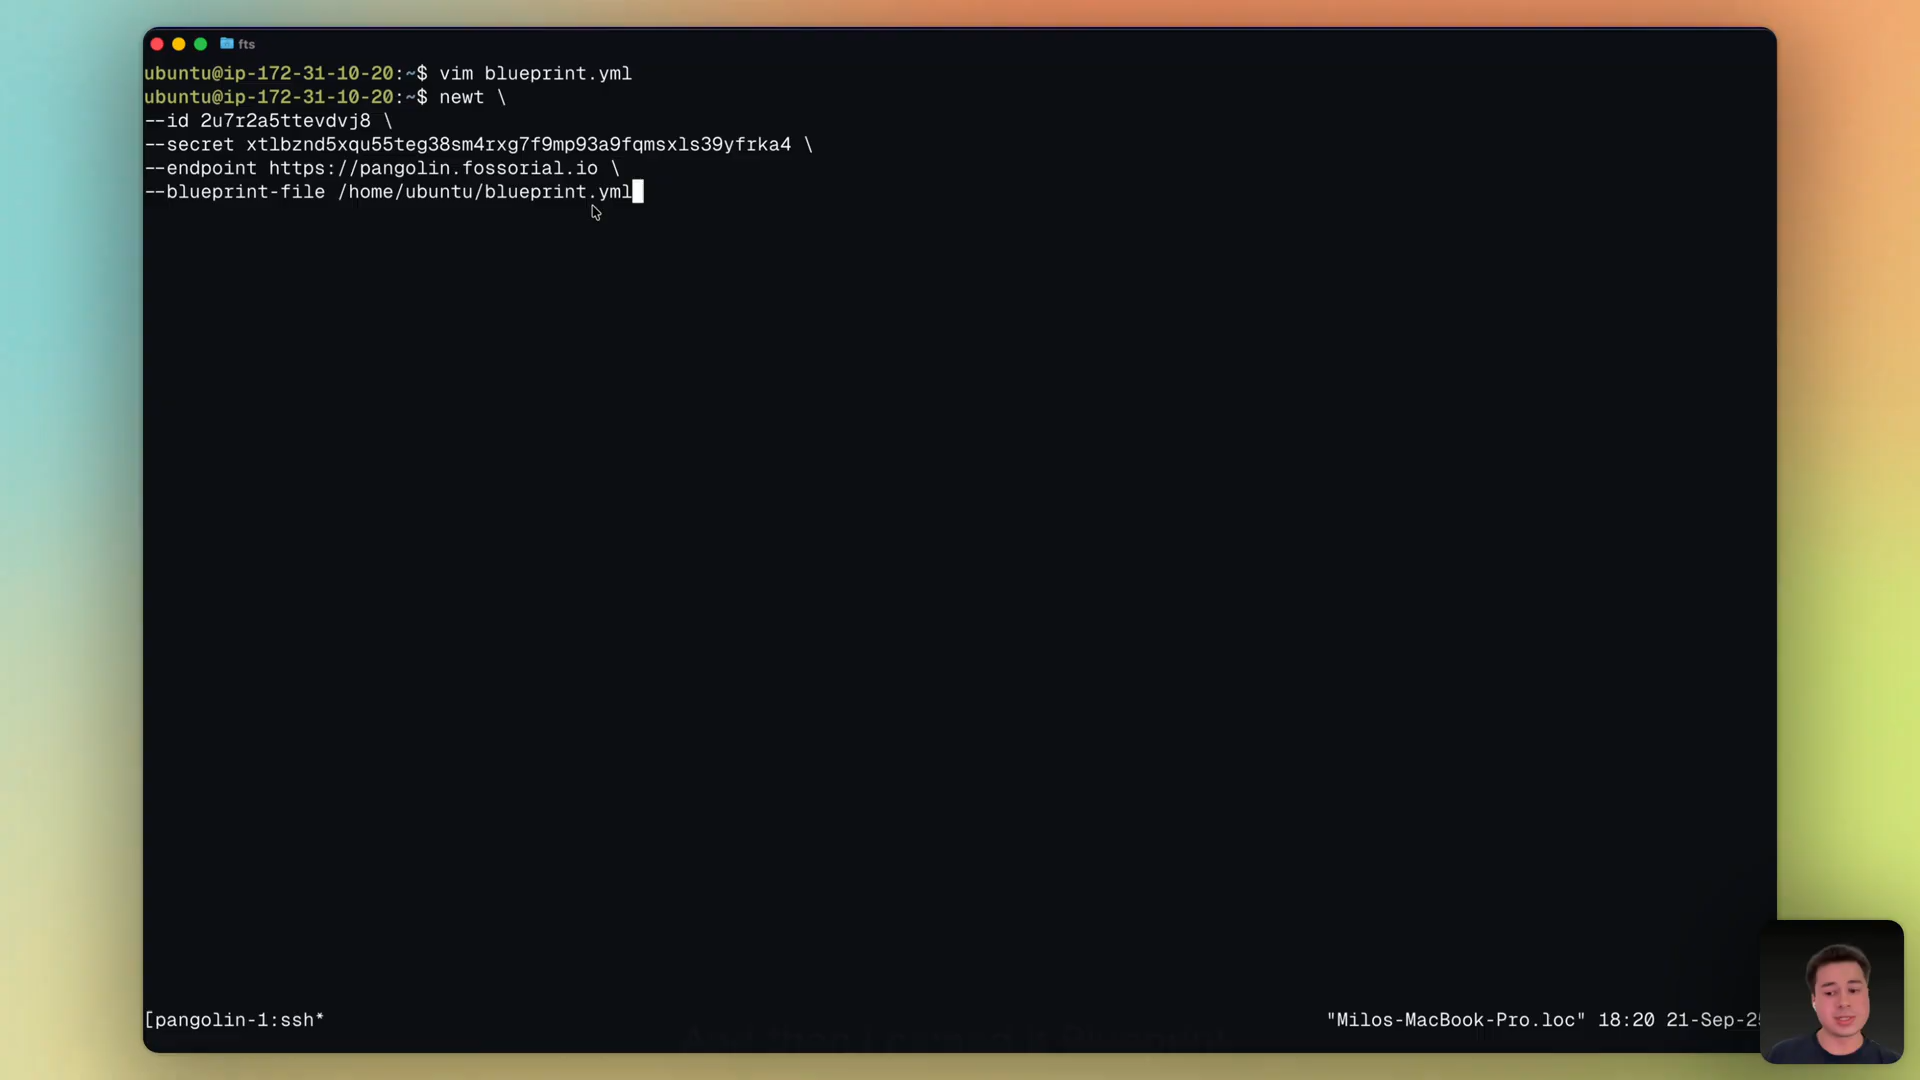 fts
ubuntu@ip-172-31-10-20:~$ vim blueprint.yml
ubuntu@ip-172-31-10-20:~$ newt \
--id 2u7r2a5ttevdvj8 \
--secret xtlbznd5xqu55teg38sm4rxg7f9mp93a9fqmsxls39yfrka4 \
--endpoint https://pangolin.fossorial.io \
--blueprint-file /home/ubuntu/blueprint.yml
[pangolin-1:ssh* "Milos-MacBook-Pro.loc" 18:20 21-Sep-25